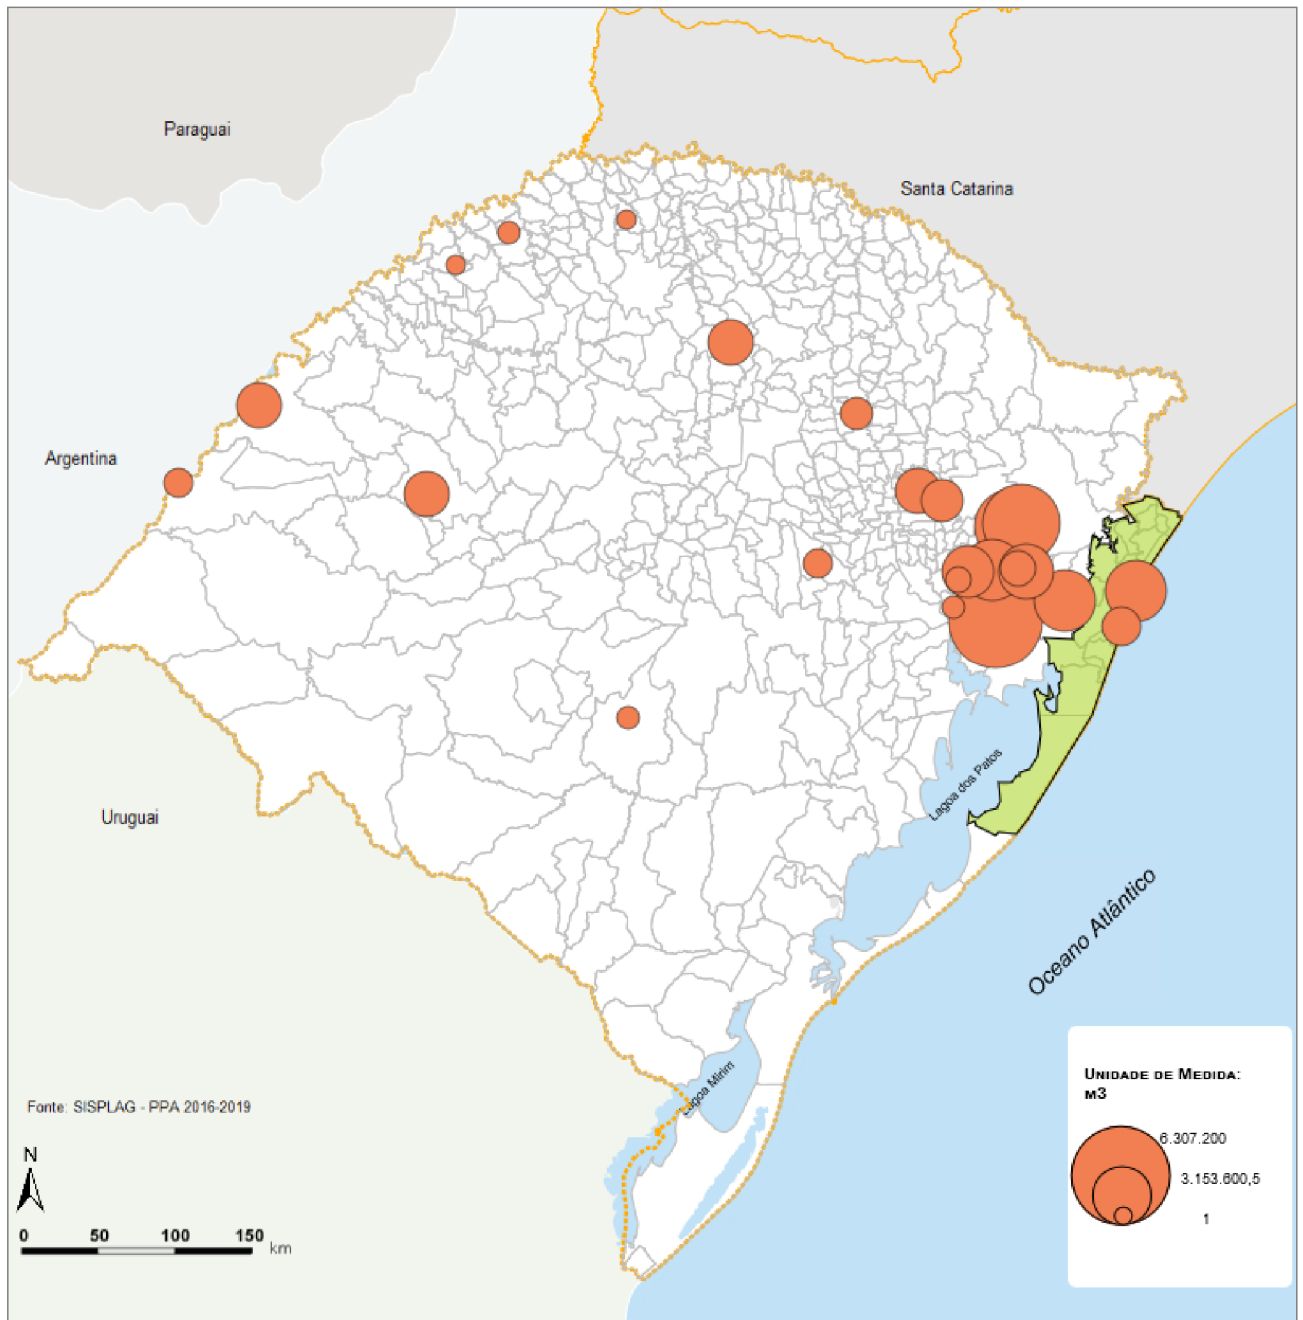 Paraguai
Santa Catarina
Argentina
Lagoa dos Patos
Uruguai
Oceano Atlântico
Lagoa Mirim
Fonte: SISPLAG - PPA 2016-2019
N
0 50 100 150
km
UNIDADE DE MEDIDA:
M3
6.307.200
3.153.600,5
1